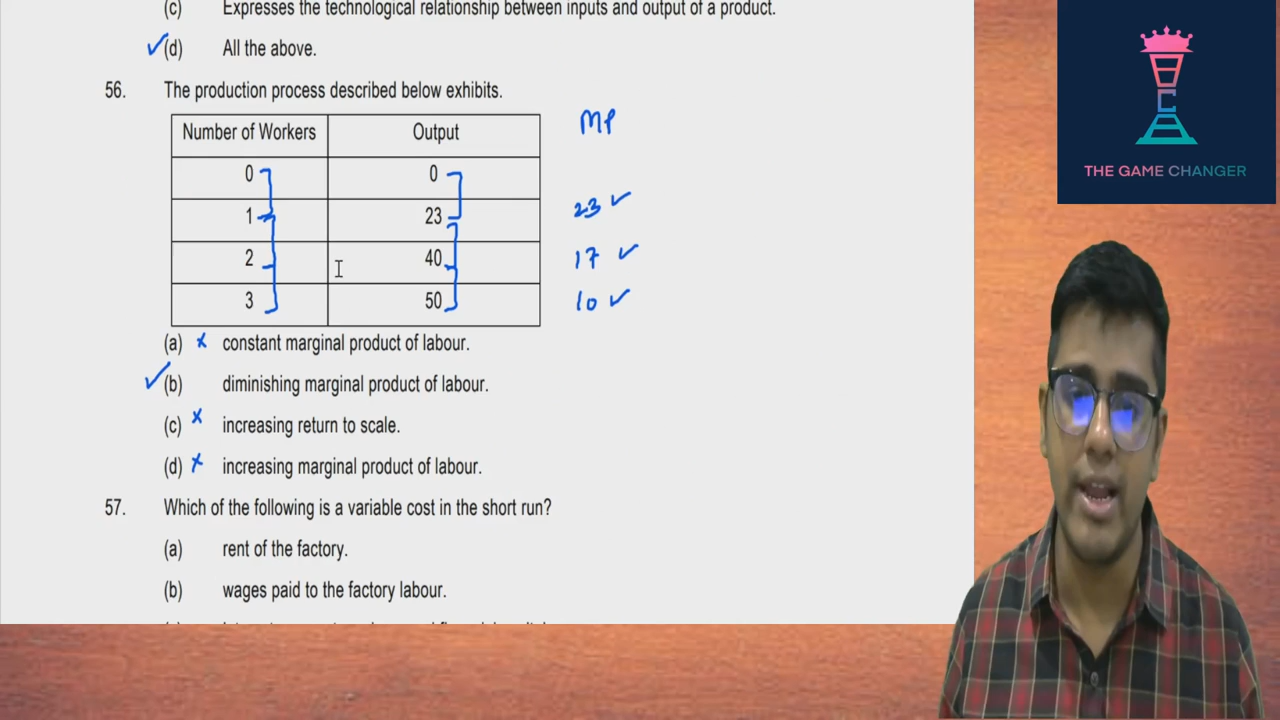 (c) Expresses the technological relationship between inputs and output of a product.
(d) All the above.
56. The production process described below exhibits.
Number of Workers Output MP
0 0
1 23 23
2 40 17
3 50 10
(a) constant marginal product of labour.
(b) diminishing marginal product of labour.
(c) increasing return to scale.
(d) increasing marginal product of labour.
57. Which of the following is a variable cost in the short run?
(a) rent of the factory.
(b) wages paid to the factory labour.
THE GAME CHANGER